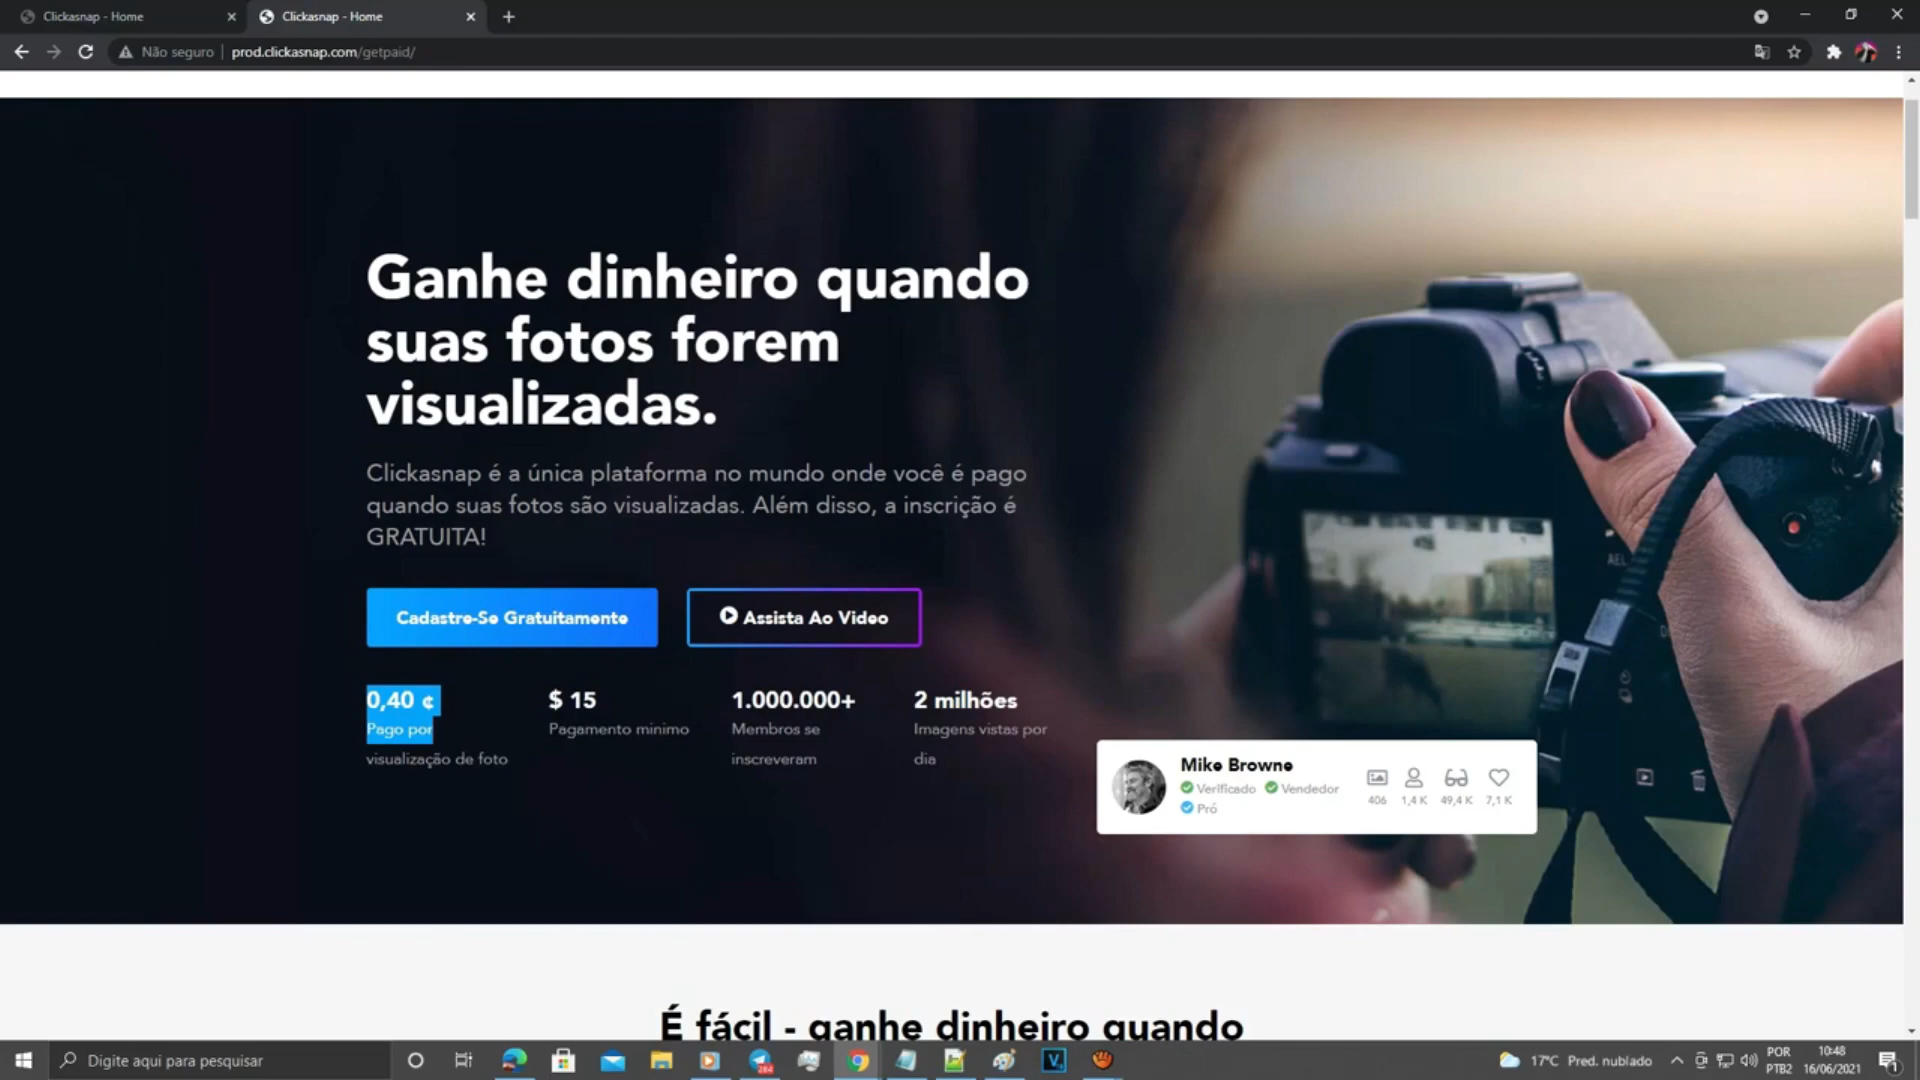 Clickasnap - Home
Clickasnap - Home
Não seguro
prod.clickasnap.com/getpaid/
Ganhe dinheiro quando
suas fotos forem
visualizadas.
Clickasnap é a única plataforma no mundo onde você é pago
quando suas fotos são visualizadas. Além disso, a inscrição é
GRATUITA!
Cadastre-Se Gratuitamente
Assista Ao Video
0,40 ¢
Pago por
visualização de foto
$ 15
Pagamento minimo
1.000.000+
Membros se
inscreveram
2 milhões
Imagens vistas por
dia
AEL
Mike Browne
Verificado
Vendedor
Pró
406
1,4 K
49,4 K
7,1 K
É fácil - ganhe dinheiro quando
Digite aqui para pesquisar
284
17°C Pred. nublado
POR
PTB2
10:48
16/06/2021
1